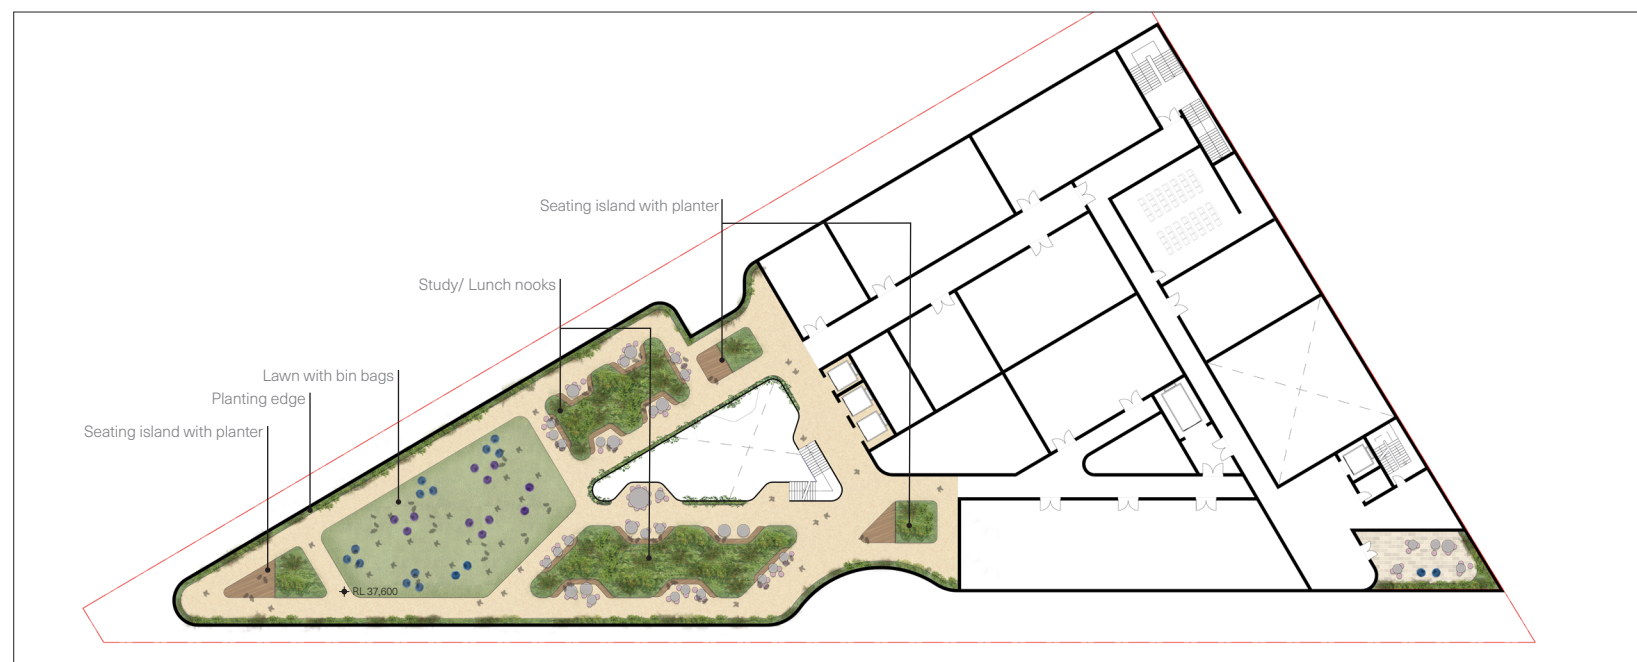 Seating island with planter
Study/ Lunch nooks
Lawn with bin bags
Planting edge
Seating island with planter
RL 37,600